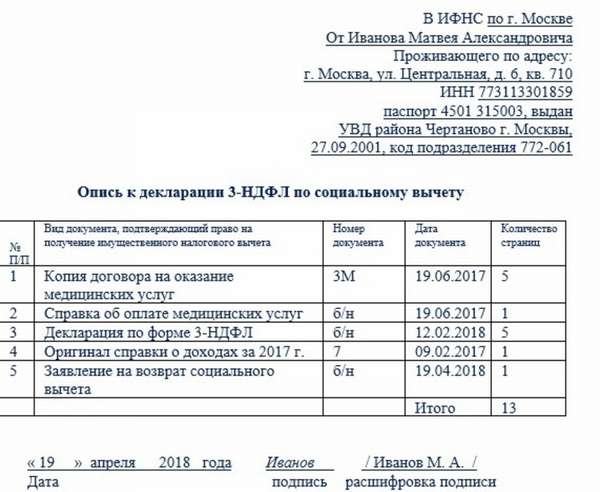 В ИФНС по г. Москве
От Иванова Матвея Александровича
Проживающего по адресу:
г. Москва, ул. Центральная, д. 6, кв. 710
ИНН 773113301859
паспорт 4501 315003, выдан
УВД района Чертаново г. Москвы,
27.09.2001, код подразделения 772-061
Опись к декларации 3-НДФЛ по социальному вычету
№ П/П Вид документа, подтверждающий право на получение имущественного налогового вычета Номер документа Дата документа Количество страниц
1 Копия договора на оказание медицинских услуг 3М 19.06.2017 5
2 Справка об оплате медицинских услуг б/н 19.06.2017 1
3 Декларация по форме 3-НДФЛ б/н 12.02.2018 5
4 Оригинал справки о доходах за 2017 г. 7 09.02.2017 1
5 Заявление на возврат социального вычета б/н 19.04.2018 1
Итого 13
« 19 » апреля 2018 года Иванов / Иванов М. А. /
Дата подпись расшифровка подписи